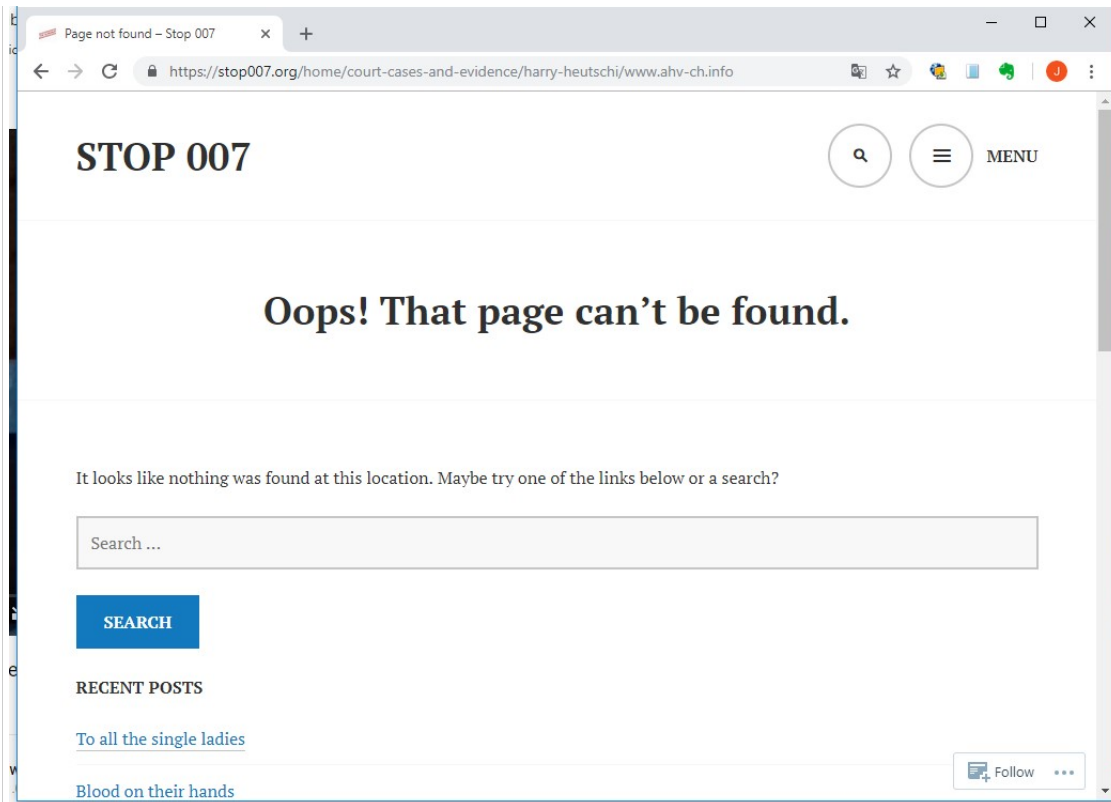 Page not found – Stop 007
https://stop007.org/home/court-cases-and-evidence/harry-heutschi/www.ahv-ch.info
J
STOP 007
MENU
Oops! That page can’t be found.
It looks like nothing was found at this location. Maybe try one of the links below or a search?
Search ...
SEARCH
RECENT POSTS
To all the single ladies
Blood on their hands
Follow